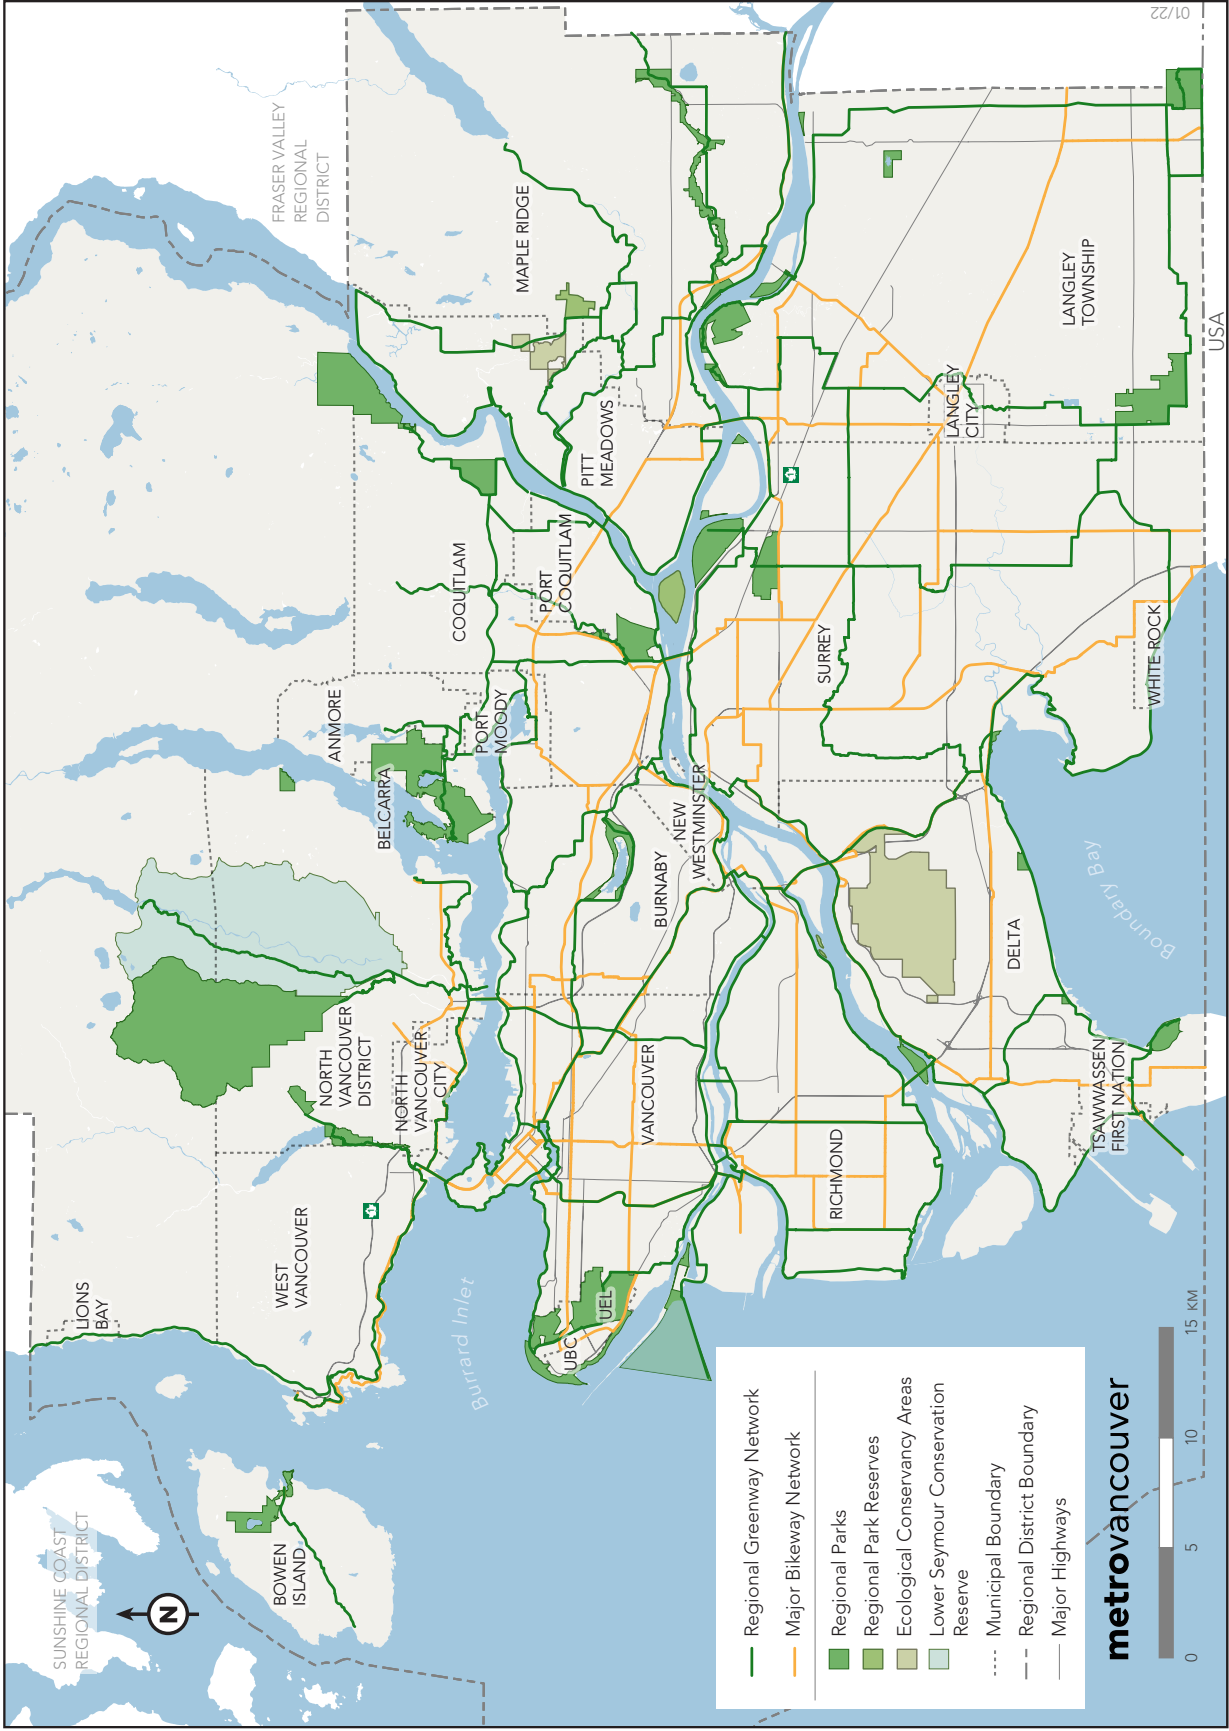 SUNSHINE COAST
REGIONAL DISTRICT
N
BOWEN
ISLAND
LIONS
BAY
WEST
VANCOUVER
NORTH
VANCOUVER
DISTRICT
NORTH
VANCOUVER
CITY
BELCARRA
ANMORE
PORT
MOODY
COQUITLAM
PORT
COQUITLAM
PITT
MEADOWS
MAPLE RIDGE
FRASER VALLEY
REGIONAL
DISTRICT
Burrard Inlet
UBC
UEL
VANCOUVER
BURNABY
NEW
WESTMINSTER
RICHMOND
DELTA
SURREY
LANGLEY
CITY
LANGLEY
TOWNSHIP
WHITE ROCK
TSAWWASSEN
FIRST NATION
Boundary Bay
USA
1
1
Regional Greenway Network
Major Bikeway Network
Regional Parks
Regional Park Reserves
Ecological Conservancy Areas
Lower Seymour Conservation
Reserve
Municipal Boundary
Regional District Boundary
Major Highways
metrovancouver
0 5 10 15 KM
01/22